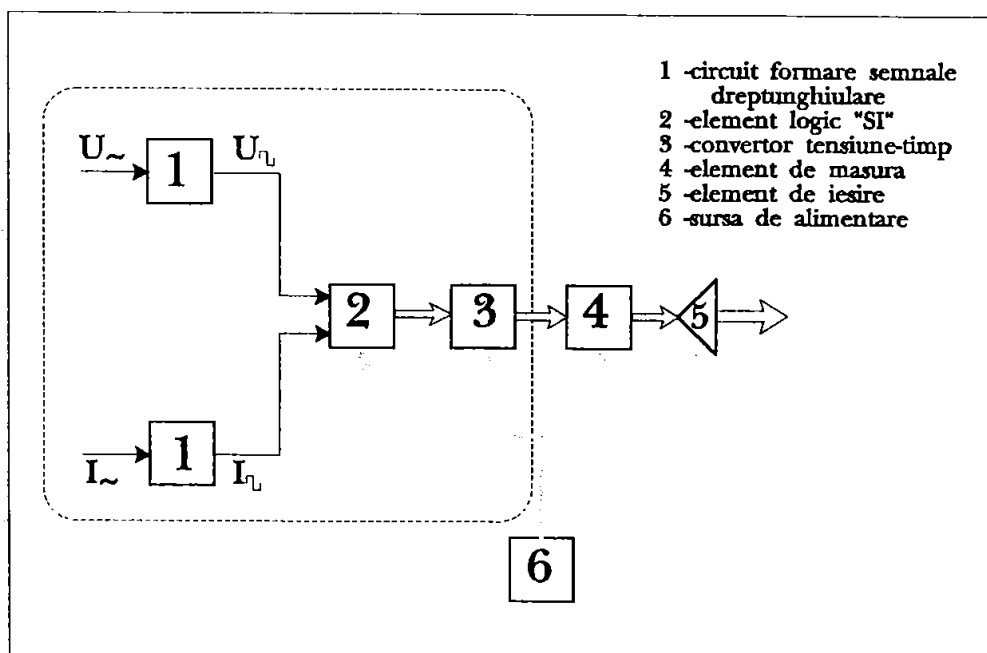 1 -circuit formare semnale
dreptunghiulare
2 -element logic "SI"
3 -convertor tensiune-timp
4 -element de masura
5 -element de iesire
6 -sursa de alimentare
U~
1
U
2
3
4
5
I~
1
I
6